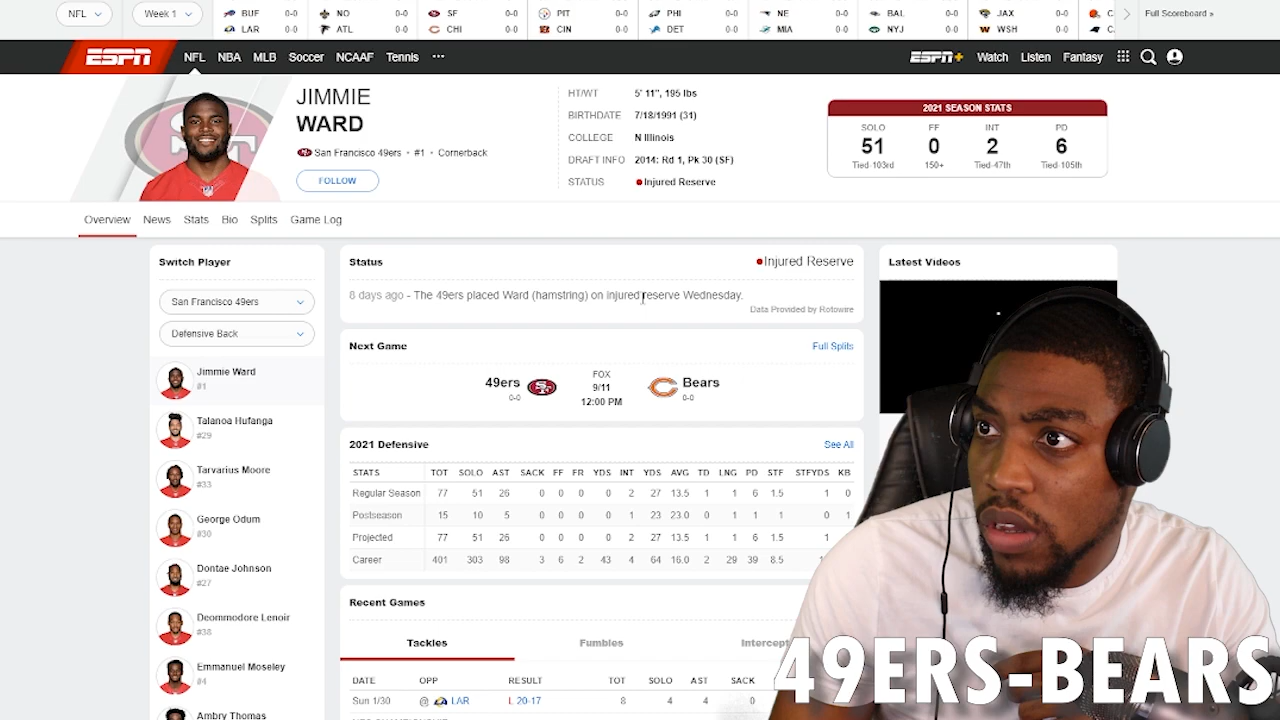 NFL Week 1 BUF 0-0 NO 0-0 SF 0-0 PIT 0-0 PHI 0-0 NE 0-0 BAL 0-0 JAX 0-0 Full Scoreboard »
LAR 0-0 ATL 0-0 CHI 0-0 CIN 0-0 DET 0-0 MIA 0-0 NYJ 0-0 WSH 0-0
ESPN NFL NBA MLB Soccer NCAAF Tennis ••• ESPN+ Watch Listen Fantasy
JIMMIE
WARD
San Francisco 49ers • #1 • Cornerback
FOLLOW
HT/WT 5' 11", 195 lbs
BIRTHDATE 7/18/1991 (31)
COLLEGE N Illinois
DRAFT INFO 2014: Rd 1, Pk 30 (SF)
STATUS Injured Reserve
2021 SEASON STATS
SOLO FF INT PD
51 0 2 6
Tied-103rd 150+ Tied-47th Tied-105th
Overview News Stats Bio Splits Game Log
Switch Player
San Francisco 49ers
Defensive Back
Jimmie Ward
#1
Talanoa Hufanga
#29
Tarvarius Moore
#33
George Odum
#30
Dontae Johnson
#27
Deommodore Lenoir
#38
Emmanuel Moseley
#4
Ambry Thomas
Status Injured Reserve
8 days ago - The 49ers placed Ward (hamstring) on injured reserve Wednesday.
Data Provided by Rotowire
Next Game Full Splits
49ers
0-0
FOX
9/11
12:00 PM
Bears
0-0
2021 Defensive See All
STATS TOT SOLO AST SACK FF FR YDS INT YDS AVG TD LNG PD STF STFYDS KB
Regular Season 77 51 26 0 0 0 0 2 27 13.5 1 1 6 1.5 1 0
Postseason 15 10 5 0 0 0 0 1 23 23.0 0 1 1 1 0 1
Projected 77 51 26 0 0 0 0 2 27 13.5 1 1 6 1.5 1
Career 401 303 98 3 6 2 43 4 64 16.0 2 29 39 8.5
Recent Games
Tackles Fumbles Intercept
DATE OPP RESULT TOT SOLO AST SACK
Sun 1/30 @ LAR L 20-17 8 4 4 0
Latest Videos
49ERS-BEARS